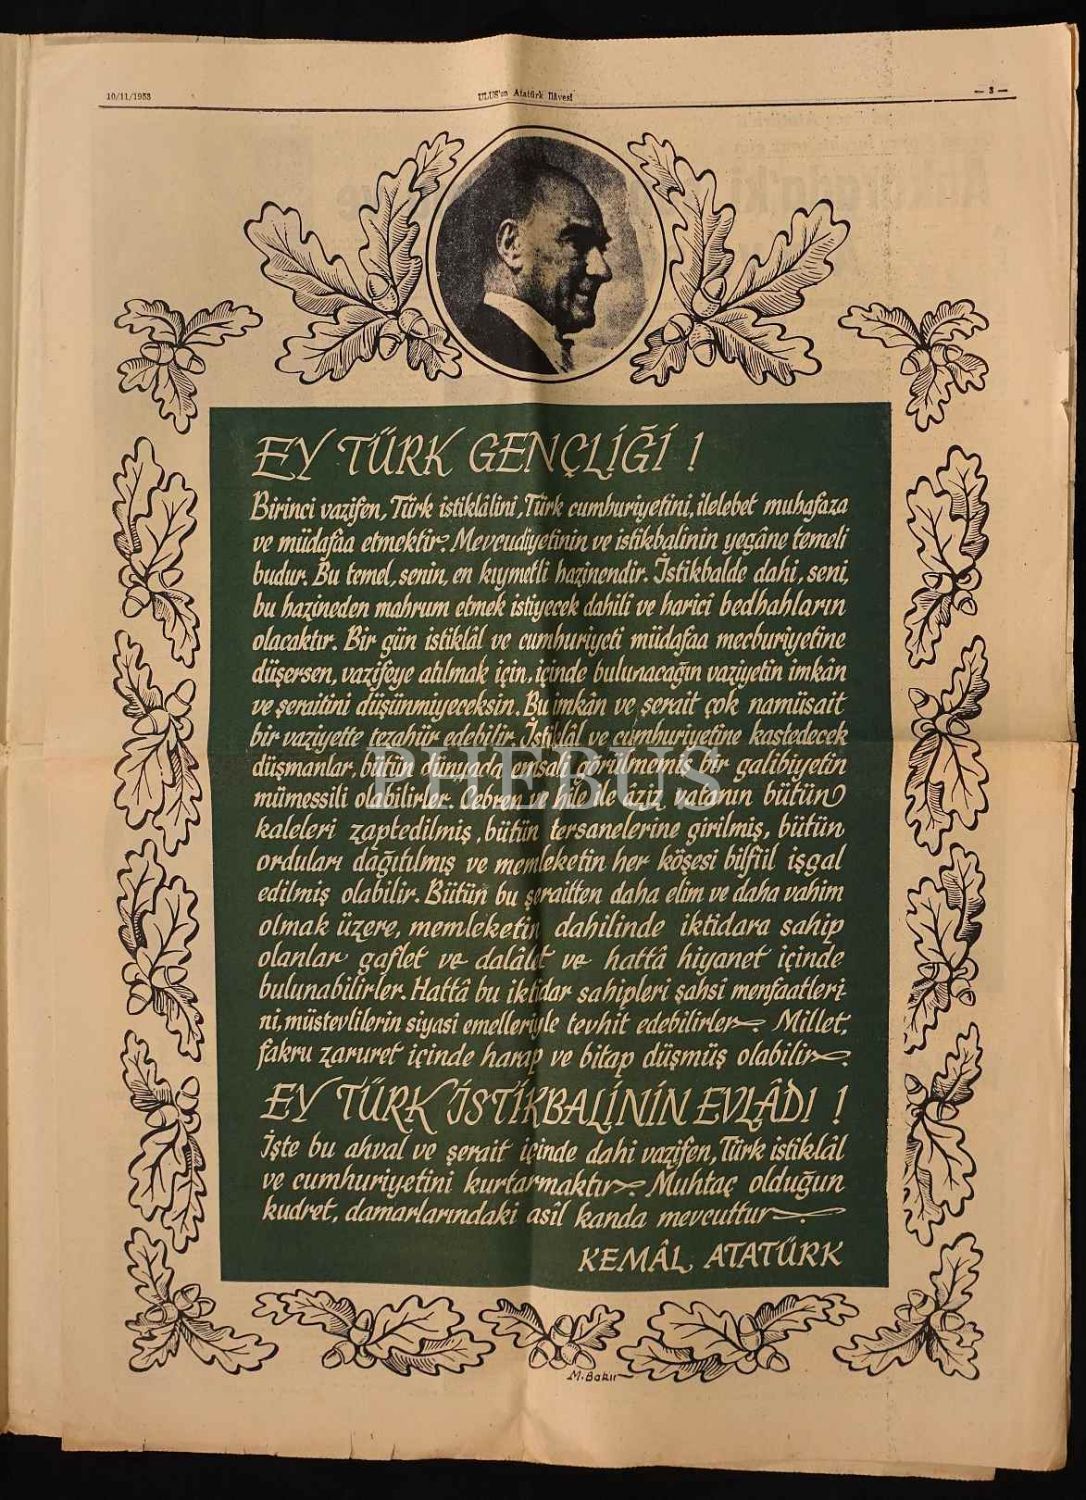 10/11/1953
ULUS'un Atatürk İlâvesi
— 3 —
EY TÜRK GENÇLİĞİ !
Birinci vazifen, Türk istiklâlini, Türk cumhuriyetini, ilelebet muhafaza
ve müdafaa etmektir. Mevcudiyetinin ve istikbalinin yegâne temeli
budur. Bu temel, senin, en kıymetli hazinendir. İstikbalde dahi, seni,
bu hazineden mahrum etmek istiyecek dahilî ve haricî bedhahların
olacaktır. Bir gün istiklâl ve cumhuriyeti müdafaa mecburiyetine
düşersen, vazifeye atılmak için, içinde bulunacağın vaziyetin imkân
ve şeraitini düşünmiyeceksin. Bu imkân ve şerait çok namüsait
bir vaziyette tezahür edebilir. İstiklâl ve cumhuriyetine kastedecek
düşmanlar, bütün dünyada emsali görülmemiş bir galibiyetin
mümessili olabilirler. Cebren ve hile ile âziz vatanın bütün
kaleleri zaptedilmiş, bütün tersanelerine girilmiş, bütün
orduları dağıtılmış ve memleketin her köşesi bilfiil işgal
edilmiş olabilir. Bütün bu şeraitten daha elim ve daha vahim
olmak üzere, memleketin dahilinde iktidara sahip
olanlar gaflet ve dalâlet ve hattâ hiyanet içinde
bulunabilirler. Hattâ bu iktidar sahipleri şahsî menfaatleri-
ni, müstevlilerin siyasî emelleriyle tevhit edebilirler. Millet,
fakru zaruret içinde harap ve bitap düşmüş olabilir.
EY TÜRK İSTİKBALİNİN EVLÂDI !
İşte bu ahval ve şerait içinde dahi vazifen, Türk istiklâl
ve cumhuriyetini kurtarmaktır. Muhtaç olduğun
kudret, damarlarındaki asîl kanda mevcuttur.
KEMÂL ATATÜRK
M. Bakır
PHEBUS